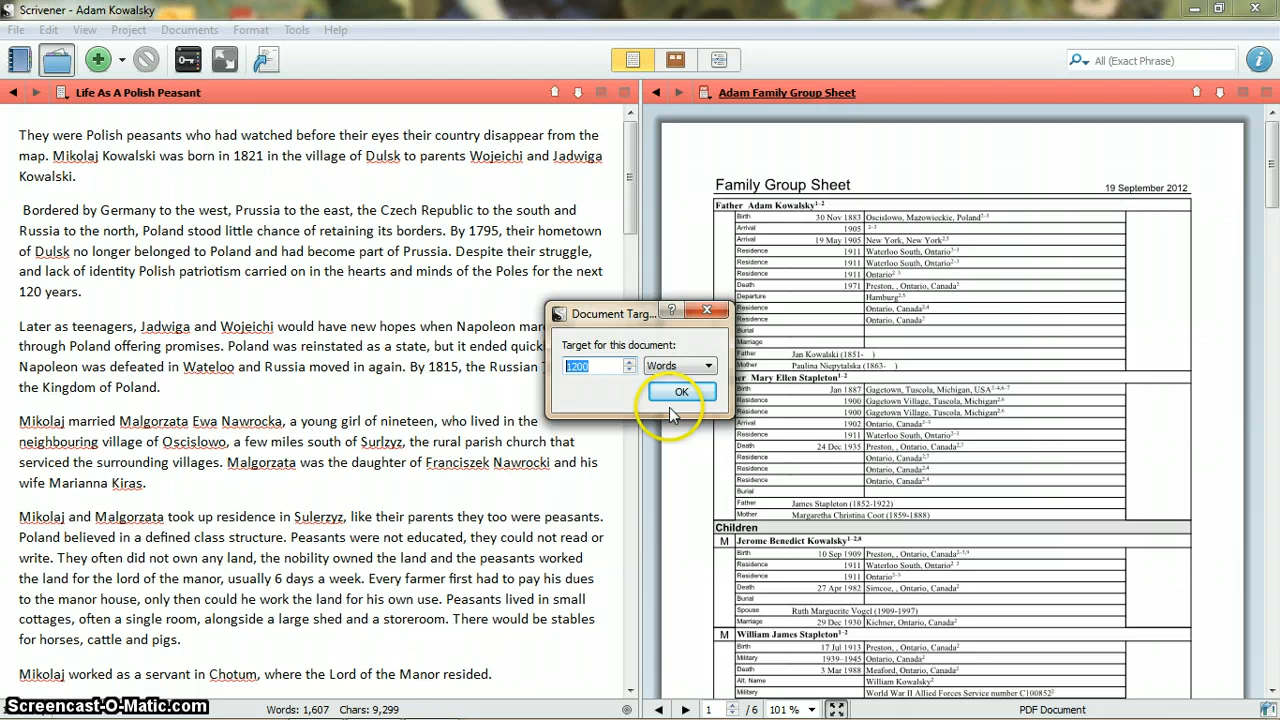 Scrivener - Adam Kowalsky
File Edit View Project Documents Format Tools Help
All (Exact Phrase)
Life As A Polish Peasant
They were Polish peasants who had watched before their eyes their country disappear from the
map. Mikolaj Kowalski was born in 1821 in the village of Dulsk to parents Wojeichi and Jadwiga
Kowalski.
Bordered by Germany to the west, Prussia to the east, the Czech Republic to the south and
Russia to the north, Poland stood little chance of retaining its borders. By 1795, their hometown
of Dulsk no longer belonged to Poland and had become part of Prussia. Despite their struggle,
and lack of identity Polish patriotism carried on in the hearts and minds of the Poles for the next
120 years.
Later as teenagers, Jadwiga and Wojeichi would have new hopes when Napoleon
through Poland offering promises. Poland was reinstated as a state, but it ended
Napoleon was defeated in Wateloo and Russia moved in again. By 1815, the Russian
the Kingdom of Poland.
Mikolaj married Malgorzata Ewa Nawrocka, a young girl of nineteen, who lived in the
neighbouring village of Oscislowo, a few miles south of Surlzyz, the rural parish church that
serviced the surrounding villages. Malgorzata was the daughter of Franciszek Nawrocki and his
wife Marianna Kiras.
Mikolaj and Malgorzata took up residence in Sulerzyz, like their parents they too were peasants.
Poland believed in a defined class structure. Peasants were not educated, they could not read or
write. They often did not own any land, the nobility owned the land and the peasants worked
the land for the lord of the manor, usually 6 days a week. Every farmer first had to pay his dues
to the manor house, only then could he work the land for his own use. Peasants lived in small
cottages, often a single room, alongside a large shed and a storeroom. There would be stables
for horses, cattle and pigs.
Mikolaj worked as a servant in Chotum, where the Lord of the Manor resided.
Screencast-O-Matic.com
Words: 1,607 Chars: 9,299
Document Targ...
Target for this document:
1200 Words
OK
Adam Family Group Sheet
Family Group Sheet 19 September 2012
Father Adam Kowalsky1-2
Birth 30 Nov 1883 Oscislowo, Mazowieckie, Poland
Arrival 1905
Arrival 19 May 1905 New York, New York
Residence 1911 Waterloo South, Ontario
Residence 1911 Waterloo South, Ontario
Residence 1911 Ontario
Death 1971 Preston, , Ontario, Canada2
Departure Hamburg
Residence Ontario, Canada2,4
Residence Ontario, Canada2
Burial
Marriage
Father Jan Kowalski (1851- )
Mother Paulina Niepytalska (1863- )
Mary Ellen Stapleton1-2
Birth Jan 1887 Gagetown, Tuscola, Michigan, USA
Residence 1900 Gagetown Village, Tuscola, Michigan
Residence 1900 Gagetown Village, Tuscola, Michigan
Arrival 1902 Ontario, Canada
Residence 1911 Waterloo South, Ontario
Death 24 Dec 1935 Preston, , Ontario, Canada
Residence Ontario, Canada
Residence Ontario, Canada2,4
Residence Ontario, Canada2,4
Burial
Father James Stapleton (1852-1922)
Mother Margaretha Christina Coot (1859-1888)
Children
M Jerome Benedict Kowalsky
Birth 10 Sep 1909 Preston, , Ontario, Canada
Residence 1911 Waterloo South, Ontario
Residence 1911 Ontario
Death 27 Apr 1982 Simcoe, , Ontario, Canada2
Burial
Spouse Ruth Marguerite Vogel (1909-1997)
Marriage 29 Dec 1930 Kichner, Ontario, Canada2
M William James Stapleton1-2
Birth 17 Jul 1913 Preston, , Ontario, Canada2
Military 1939–1945 Ontario, Canada2
Death 3 Mar 1988 Meaford, Ontario, Canada2
Alt. Name William Kowalsky2
Military World War II Allied Forces Service number C1008522
1 / 6 101 % PDF Document